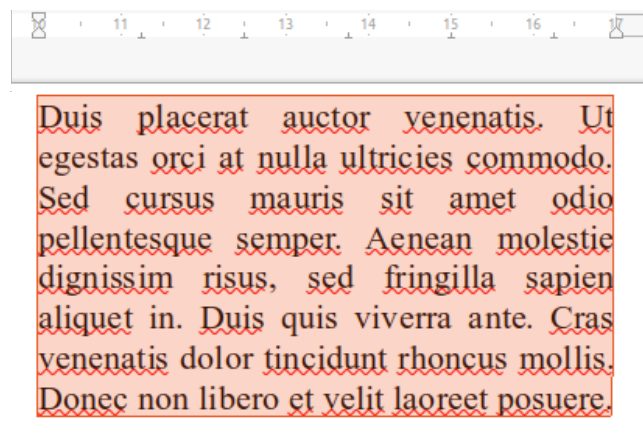 10 11 12 13 14 15 16 17
Duis placerat auctor venenatis. Ut
egestas orci at nulla ultricies commodo.
Sed cursus mauris sit amet odio
pellentesque semper. Aenean molestie
dignissim risus, sed fringilla sapien
aliquet in. Duis quis viverra ante. Cras
venenatis dolor tincidunt rhoncus mollis.
Donec non libero et velit laoreet posuere.